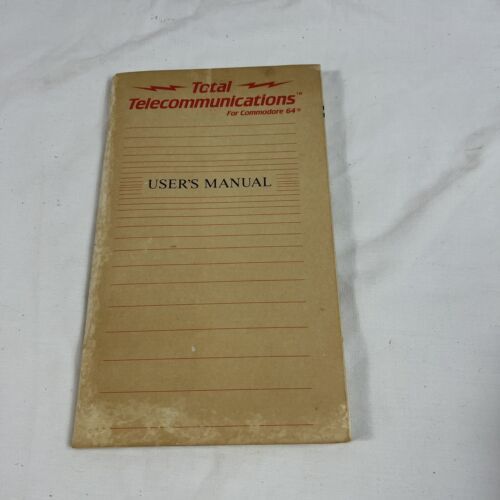 Total
Telecommunications™
For Commodore 64®
USER'S MANUAL